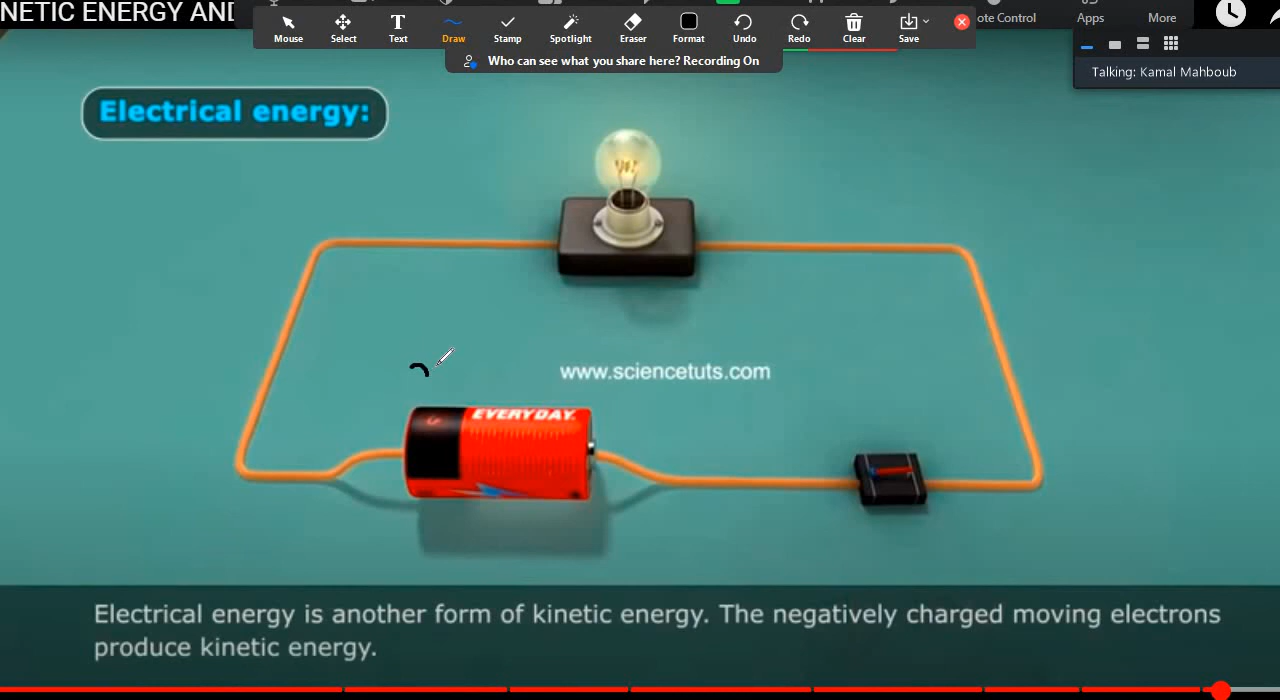 NETIC ENERGY AND
Mouse
Select
Text
Draw
Stamp
Spotlight
Eraser
Format
Undo
Redo
Clear
Save
ote Control
Apps
More
Who can see what you share here? Recording On
Talking: Kamal Mahboub
Electrical energy:
www.sciencetuts.com
EVERYDAY
Electrical energy is another form of kinetic energy. The negatively charged moving electrons
produce kinetic energy.